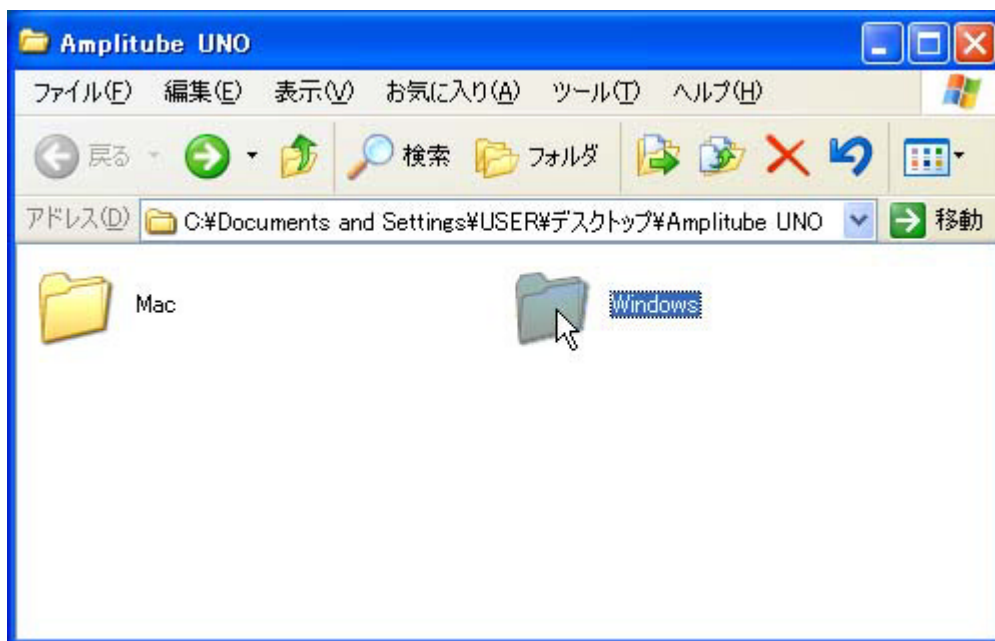 Amplitube UNO
ファイル(F) 編集(E) 表示(V) お気に入り(A) ツール(T) ヘルプ(H)
戻る 検索 フォルダ
アドレス(D) C:¥Documents and Settings¥USER¥デスクトップ¥Amplitube UNO 移動
Mac Windows